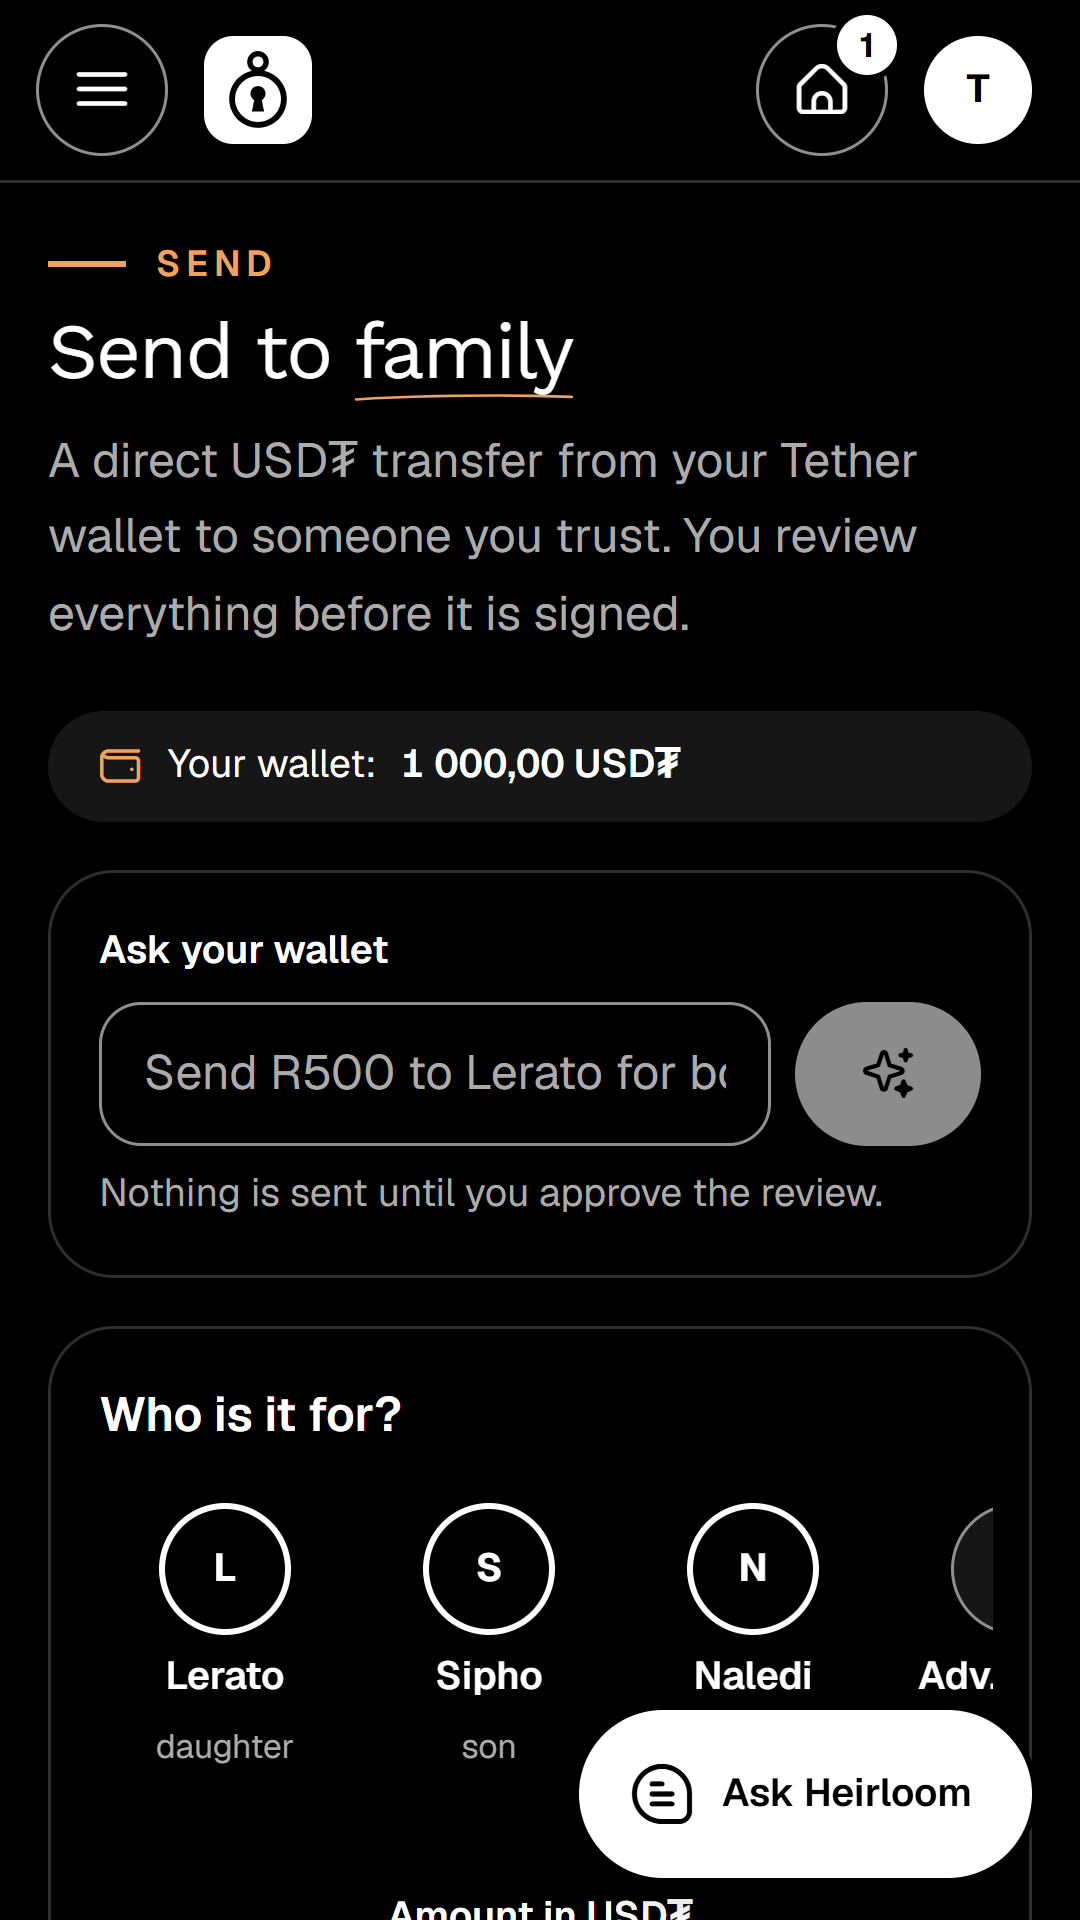 1
T
SEND
Send to family
A direct USD₮ transfer from your Tether
wallet to someone you trust. You review
everything before it is signed.
Your wallet: 1 000,00 USD₮
Ask your wallet
Send R500 to Lerato for
Nothing is sent until you approve the review.
Who is it for?
L S N
Lerato Sipho Naledi Adv.
daughter son
Ask Heirloom
Amount in USD₮